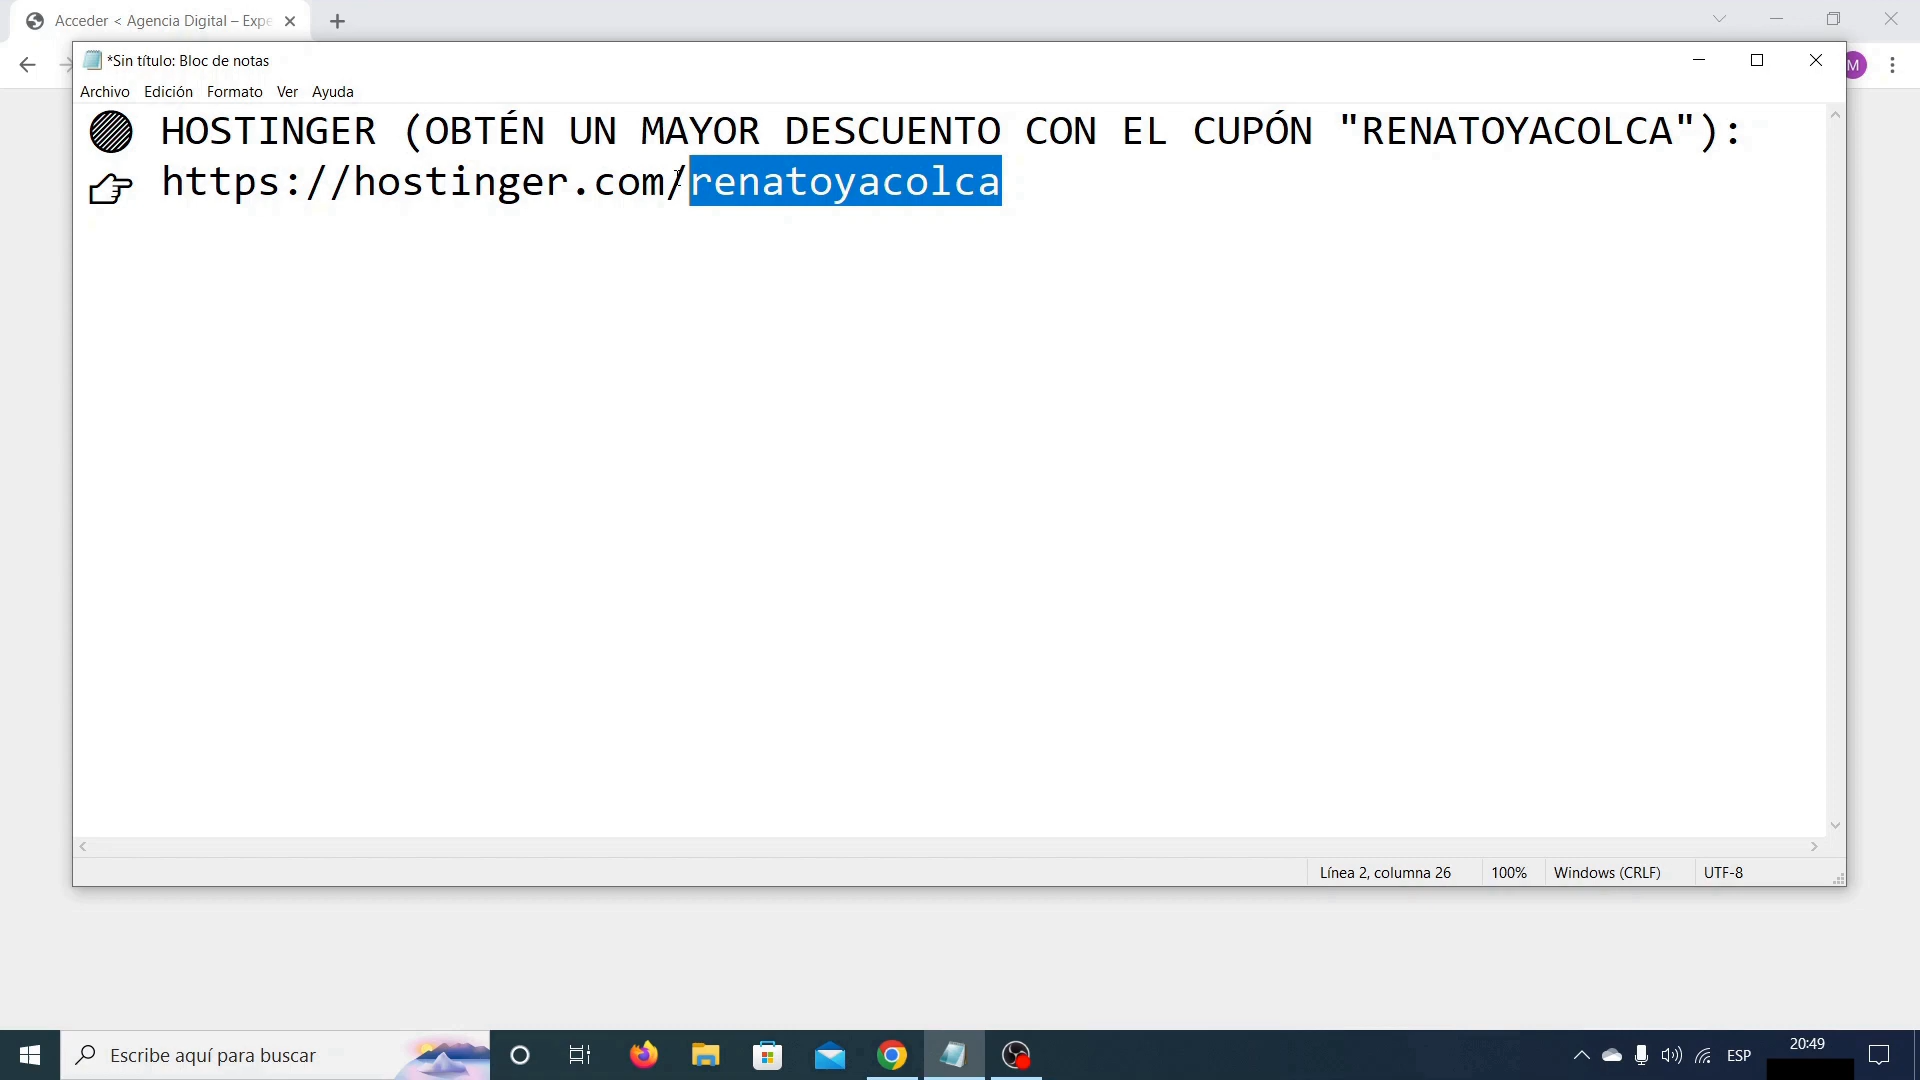 Acceder < Agencia Digital – Expe
*Sin título: Bloc de notas
M
Archivo Edición Formato Ver Ayuda
HOSTINGER (OBTÉN UN MAYOR DESCUENTO CON EL CUPÓN "RENATOYACOLCA"):
https://hostinger.com/renatoyacolca
Línea 2, columna 26 100% Windows (CRLF) UTF-8
Escribe aquí para buscar
ESP
20:49